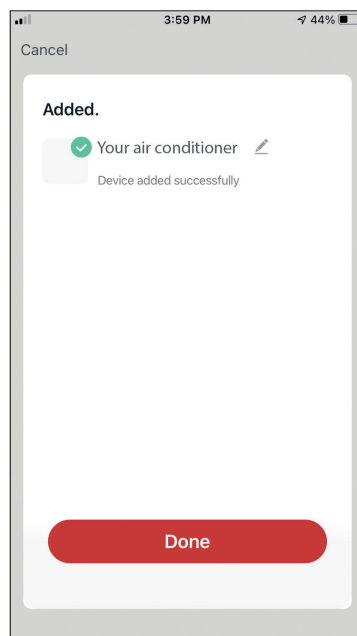 3:59 PM
44%
Cancel
Added.
Your air conditioner
Device added successfully
Done